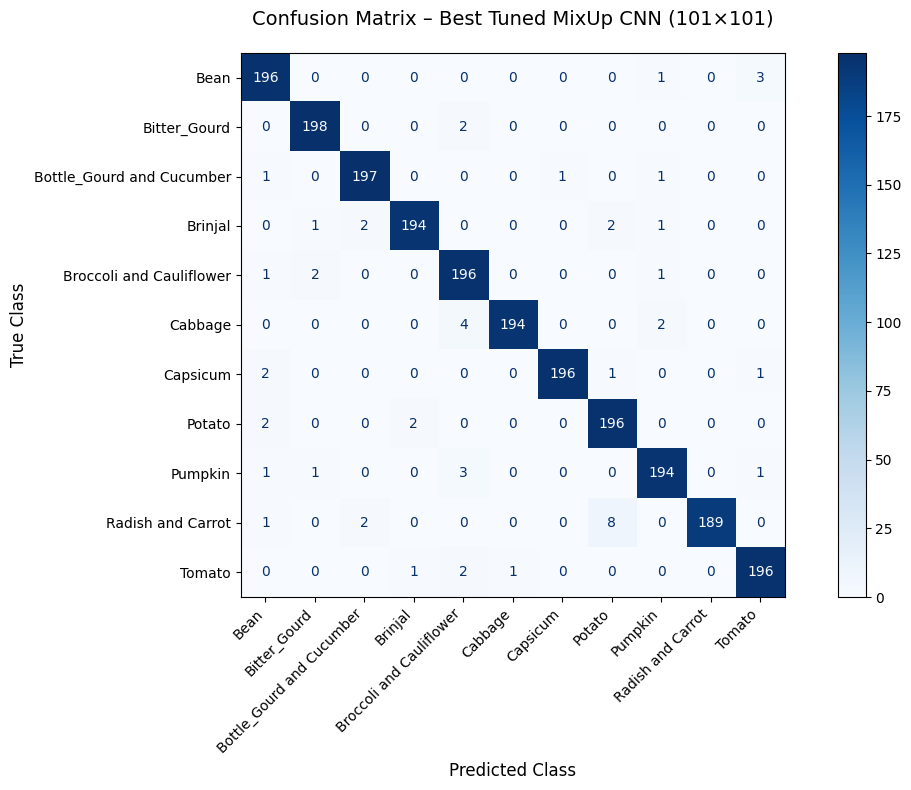 Confusion Matrix – Best Tuned MixUp CNN (101×101)
True Class
Bean 196 0 0 0 0 0 0 0 1 0 3
Bitter_Gourd 0 198 0 0 2 0 0 0 0 0 0
Bottle_Gourd and Cucumber 1 0 197 0 0 0 1 0 1 0 0
Brinjal 0 1 2 194 0 0 0 2 1 0 0
Broccoli and Cauliflower 1 2 0 0 196 0 0 0 1 0 0
Cabbage 0 0 0 0 4 194 0 0 2 0 0
Capsicum 2 0 0 0 0 0 196 1 0 0 1
Potato 2 0 0 2 0 0 0 196 0 0 0
Pumpkin 1 1 0 0 3 0 0 0 194 0 1
Radish and Carrot 1 0 2 0 0 0 0 8 0 189 0
Tomato 0 0 0 1 2 1 0 0 0 0 196
Bean
Bitter_Gourd
Bottle_Gourd and Cucumber
Brinjal
Broccoli and Cauliflower
Cabbage
Capsicum
Potato
Pumpkin
Radish and Carrot
Tomato
Predicted Class
175
150
125
100
75
50
25
0